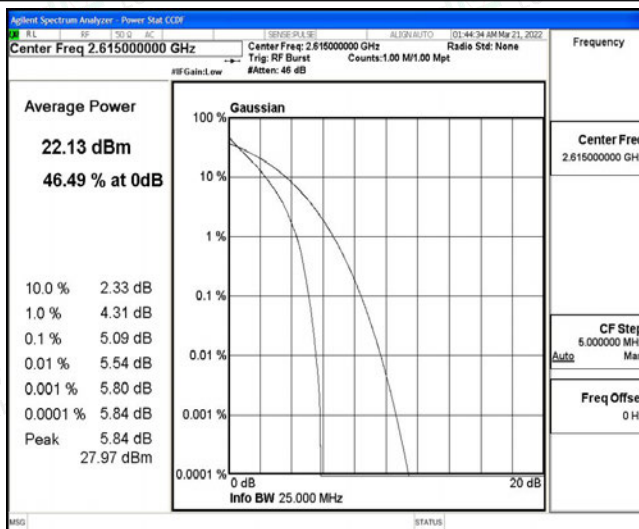 Agilent Spectrum Analyzer - Power Stat CCDF
RL RF 50 Ω AC SENSE:PULSE ALIGNAUTO 01:44:34 AM Mar 21, 2022
Center Freq 2.615000000 GHz
Center Freq: 2.615000000 GHz Radio Std: None
Trig: RF Burst Counts:1.00 M/1.00 Mpt
#IFGain:Low #Atten: 46 dB
Frequency
Average Power
22.13 dBm
46.49 % at 0dB
10.0 % 2.33 dB
1.0 % 4.31 dB
0.1 % 5.09 dB
0.01 % 5.54 dB
0.001 % 5.80 dB
0.0001 % 5.84 dB
Peak 5.84 dB
27.97 dBm
Gaussian
100 %
10 %
1 %
0.1 %
0.01 %
0.001 %
0.0001 %
0 dB 20 dB
Info BW 25.000 MHz
Center Fre
2.615000000 GH
CF Step
5.000000 MH
Auto Ma
Freq Offse
0 H
MSG STATUS